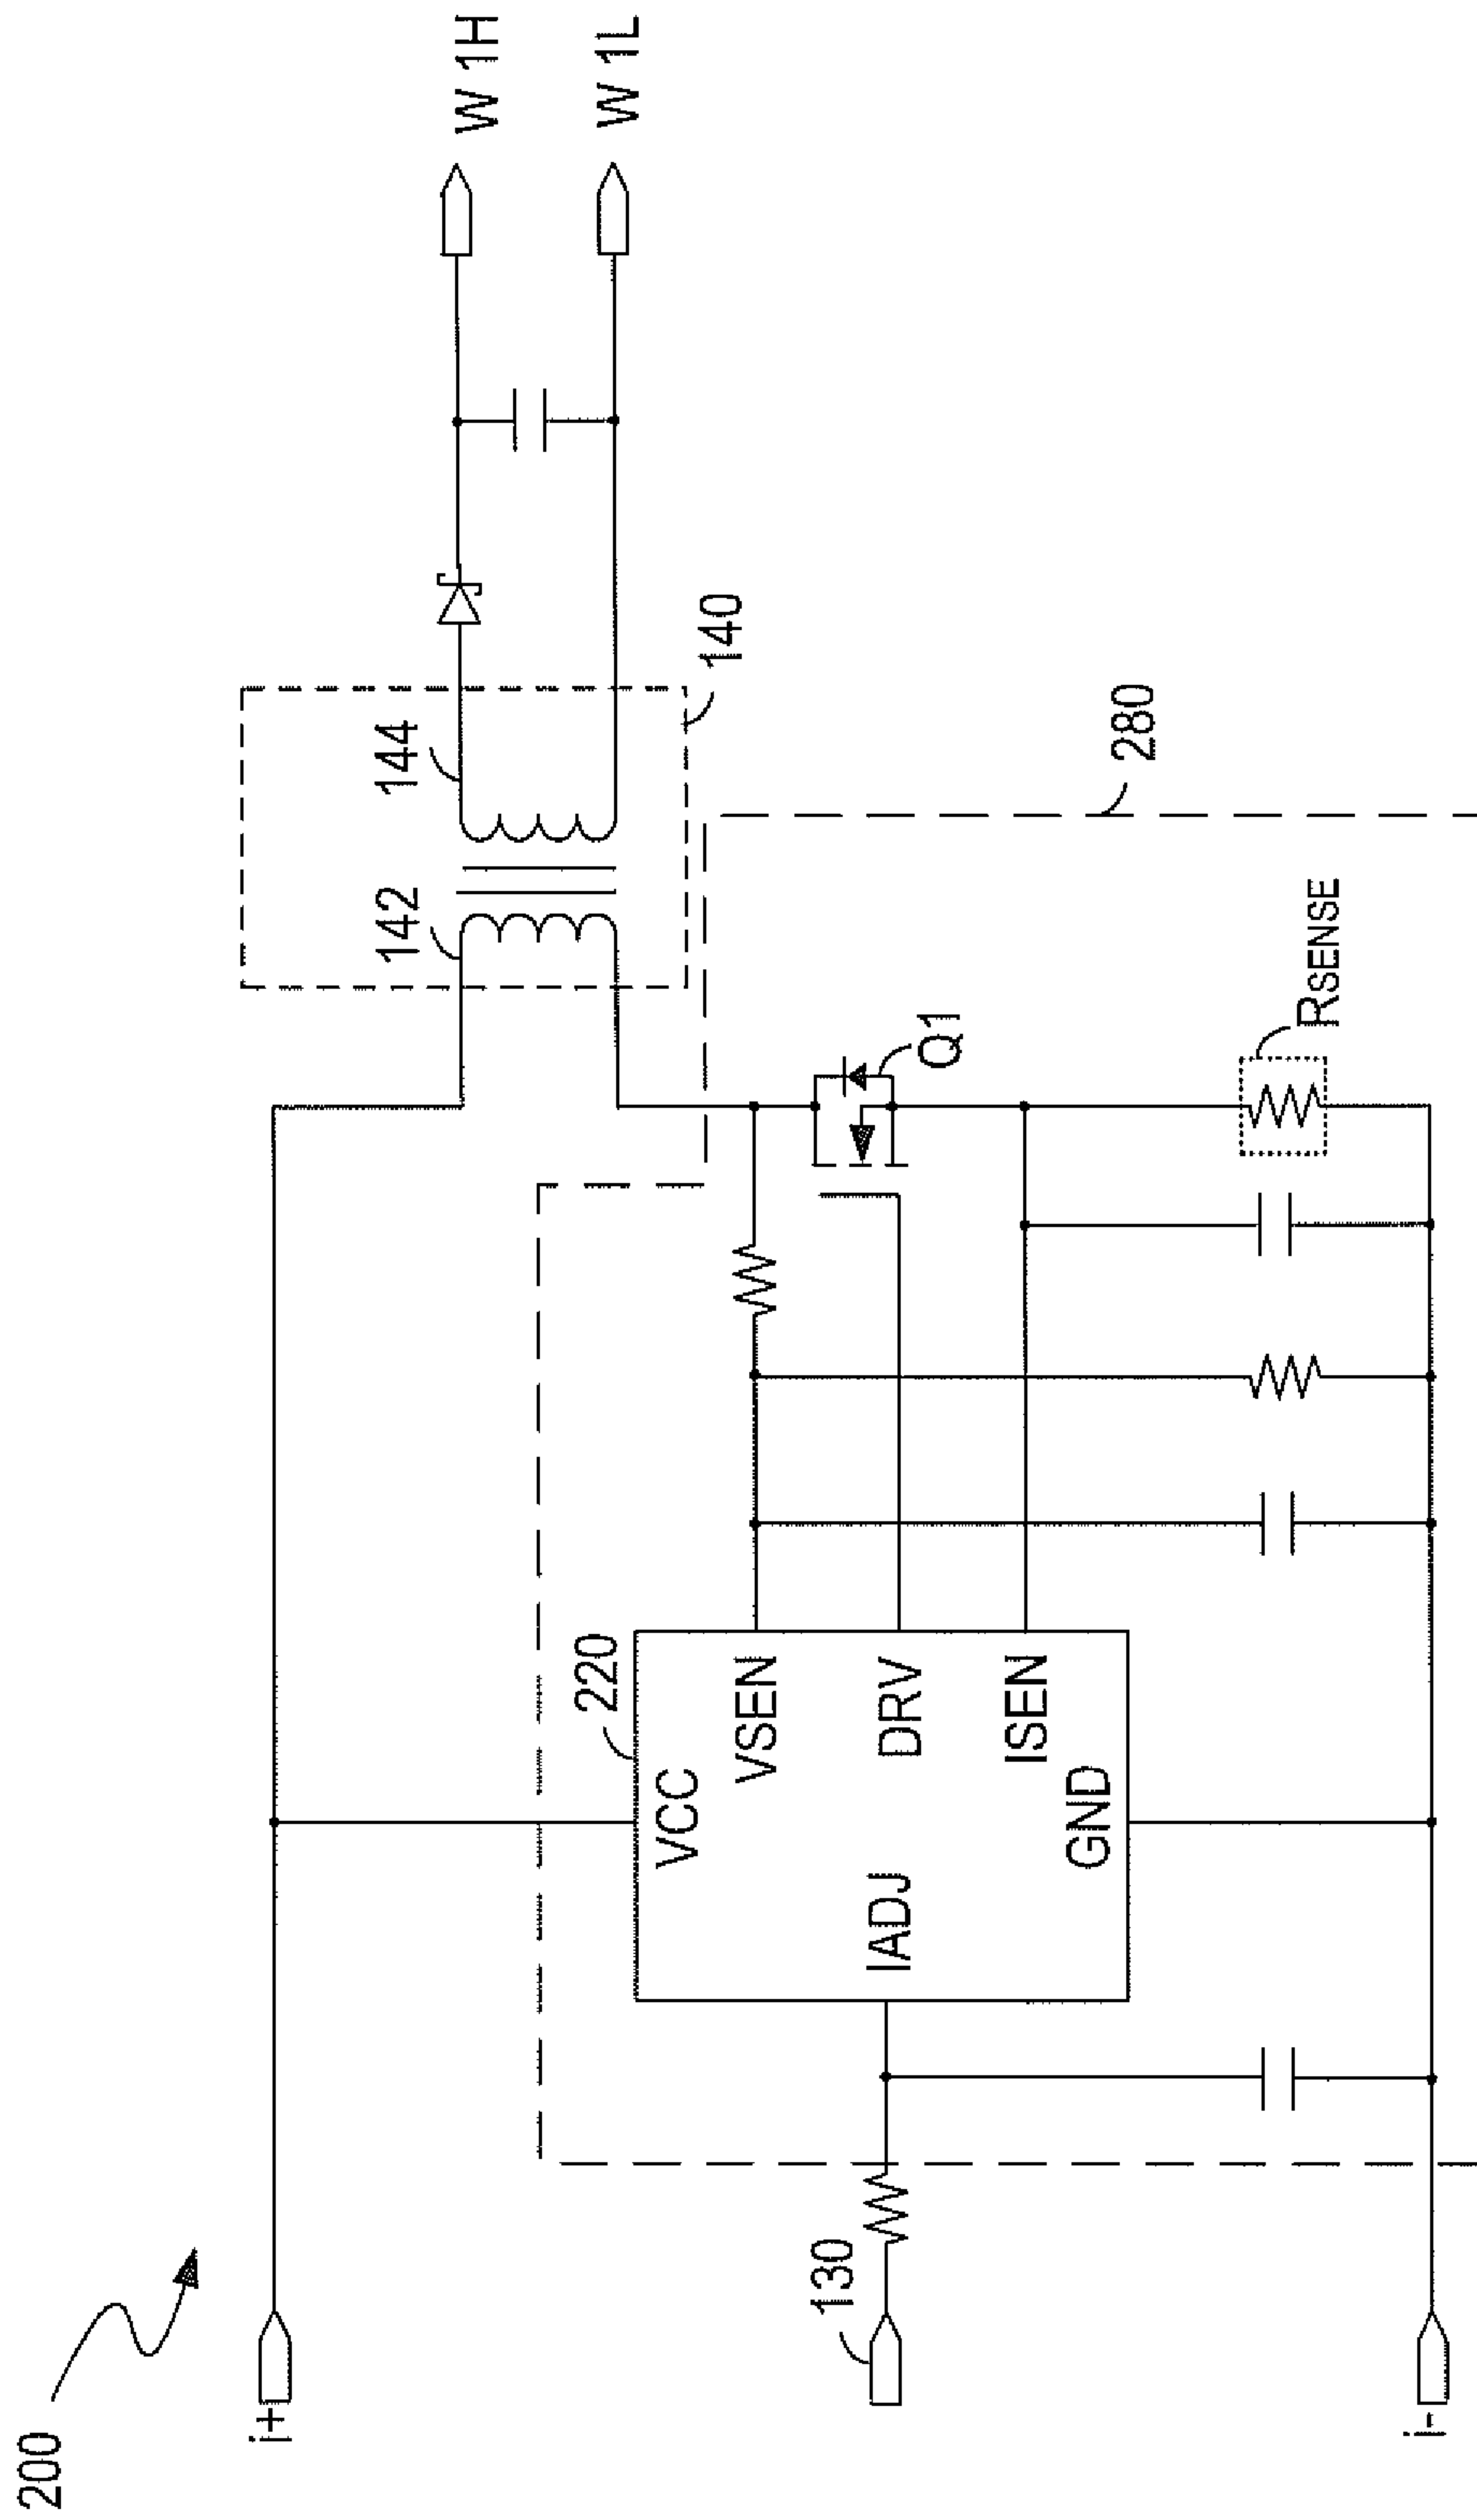 200
i+
W 1H
W 1L
144
142
140
280
220
VCC
VSEN
DRV
ISEN
IADJ
GND
Q1
RSENSE
130
i-